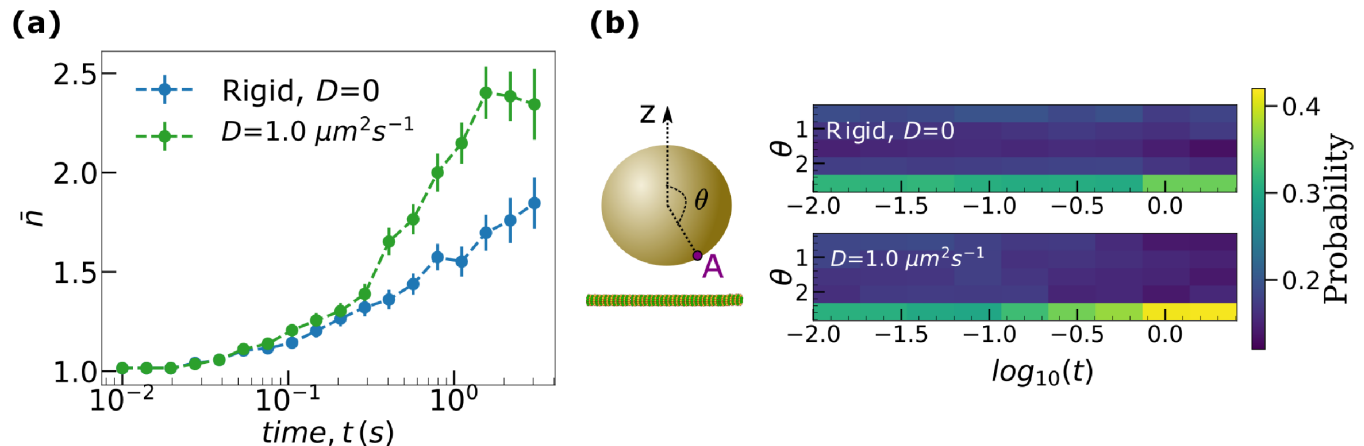 (a)
2.5
2.0
1.5
1.0
n̄
Rigid, D=0
D=1.0 μm²s⁻¹
10⁻²
10⁻¹
10⁰
time, t (s)
(b)
z
θ
A
Rigid, D=0
θ
1
2
-2.0 -1.5 -1.0 -0.5 0.0
D=1.0 μm²s⁻¹
θ
1
2
-2.0 -1.5 -1.0 -0.5 0.0
log₁₀(t)
0.4
0.3
0.2
Probability